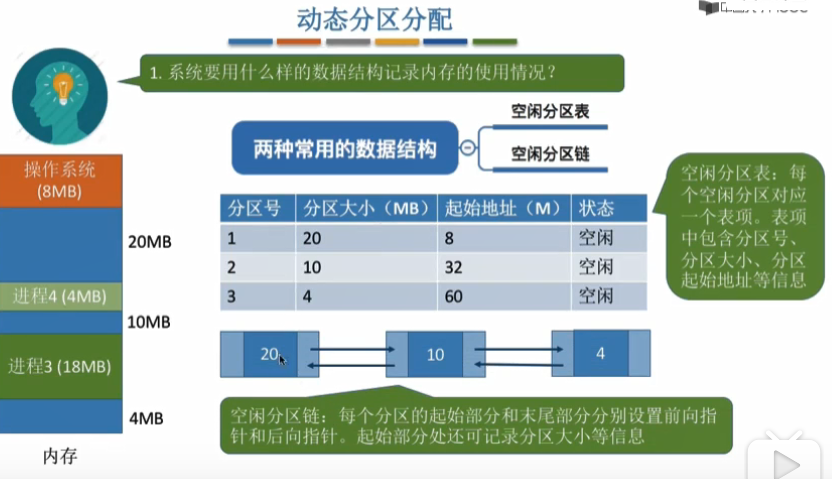 动态分区分配
1. 系统要用什么样的数据结构记录内存的使用情况？
两种常用的数据结构
空闲分区表
空闲分区链
操作系统
(8MB)
20MB
进程4 (4MB)
10MB
进程3 (18MB)
4MB
内存
分区号 分区大小（MB） 起始地址（M） 状态
1 20 8 空闲
2 10 32 空闲
3 4 60 空闲
空闲分区表：每
个空闲分区对应
一个表项。表项
中包含分区号、
分区大小、分区
起始地址等信息
20 10 4
空闲分区链：每个分区的起始部分和末尾部分分别设置前向指
针和后向指针。起始部分处还可记录分区大小等信息